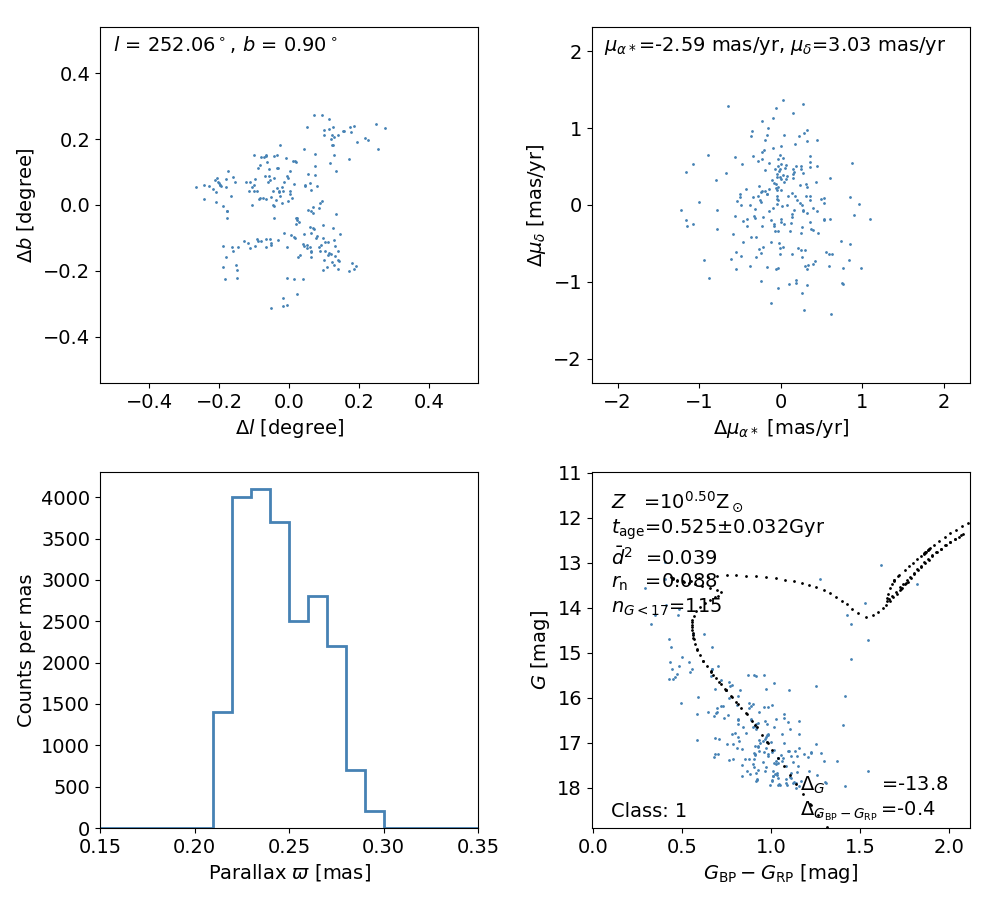 l = 252.06°, b = 0.90°
0.4
0.2
0.0
−0.2
−0.4
Δb [degree]
−0.4 −0.2 0.0 0.2 0.4
Δl [degree]
μα*=-2.59 mas/yr, μδ=3.03 mas/yr
2
1
0
−1
−2
Δμδ [mas/yr]
−2 −1 0 1 2
Δμα* [mas/yr]
4000
3500
3000
2500
2000
1500
1000
500
0
Counts per mas
0.15 0.20 0.25 0.30 0.35
Parallax ϖ [mas]
11
12
13
14
15
16
17
18
G [mag]
Z =10^0.50 Z⊙
t_age=0.525±0.032Gyr
d̄² =0.039
r_n =0.088
n_G<17=115
Δ_G =-13.8
Class: 1 Δ_GBP−GRP =-0.4
0.0 0.5 1.0 1.5 2.0
G_BP − G_RP [mag]